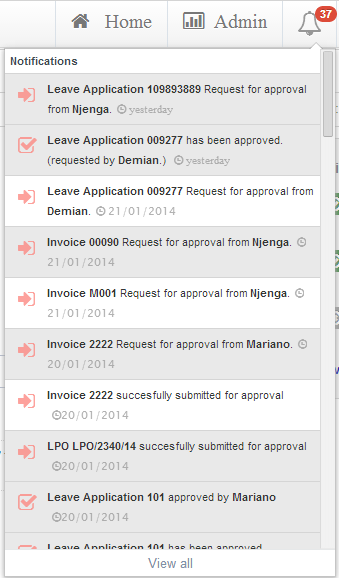 Home Admin 37
Notifications
Leave Application 109893889 Request for approval
from Njenga. yesterday
Leave Application 009277 has been approved.
(requested by Demian.) yesterday
Leave Application 009277 Request for approval from
Demian. 21/01/2014
Invoice 00090 Request for approval from Njenga.
21/01/2014
Invoice M001 Request for approval from Njenga.
21/01/2014
Invoice 2222 Request for approval from Mariano.
20/01/2014
Invoice 2222 succesfully submitted for approval
20/01/2014
LPO LPO/2340/14 succesfully submitted for approval
20/01/2014
Leave Application 101 approved by Mariano
20/01/2014
Leave Application 101 has been approved
View all